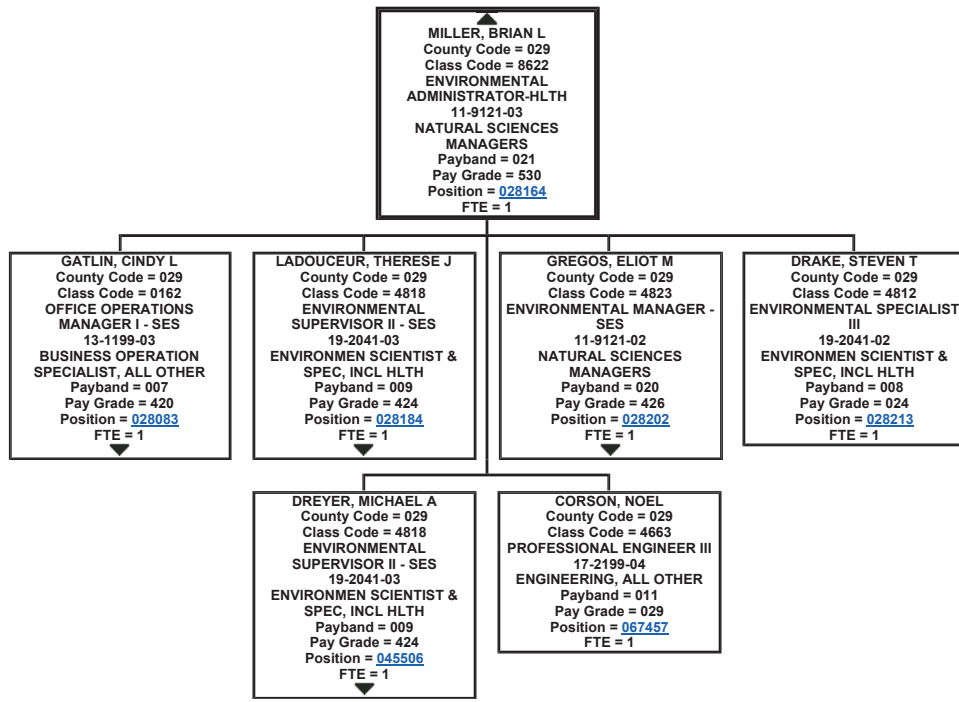 MILLER, BRIAN L
County Code = 029
Class Code = 8622
ENVIRONMENTAL
ADMINISTRATOR-HLTH
11-9121-03
NATURAL SCIENCES
MANAGERS
Payband = 021
Pay Grade = 530
Position = 028164
FTE = 1
GATLIN, CINDY L
County Code = 029
Class Code = 0162
OFFICE OPERATIONS
MANAGER I - SES
13-1199-03
BUSINESS OPERATION
SPECIALIST, ALL OTHER
Payband = 007
Pay Grade = 420
Position = 028083
FTE = 1
LADOUCEUR, THERESE J
County Code = 029
Class Code = 4818
ENVIRONMENTAL
SUPERVISOR II - SES
19-2041-03
ENVIRONMEN SCIENTIST &
SPEC, INCL HLTH
Payband = 009
Pay Grade = 424
Position = 028184
FTE = 1
GREGOS, ELIOT M
County Code = 029
Class Code = 4823
ENVIRONMENTAL MANAGER -
SES
11-9121-02
NATURAL SCIENCES
MANAGERS
Payband = 020
Pay Grade = 426
Position = 028202
FTE = 1
DRAKE, STEVEN T
County Code = 029
Class Code = 4812
ENVIRONMENTAL SPECIALIST
III
19-2041-02
ENVIRONMEN SCIENTIST &
SPEC, INCL HLTH
Payband = 008
Pay Grade = 024
Position = 028213
FTE = 1
DREYER, MICHAEL A
County Code = 029
Class Code = 4818
ENVIRONMENTAL
SUPERVISOR II - SES
19-2041-03
ENVIRONMEN SCIENTIST &
SPEC, INCL HLTH
Payband = 009
Pay Grade = 424
Position = 045506
FTE = 1
CORSON, NOEL
County Code = 029
Class Code = 4663
PROFESSIONAL ENGINEER III
17-2199-04
ENGINEERING, ALL OTHER
Payband = 011
Pay Grade = 029
Position = 067457
FTE = 1